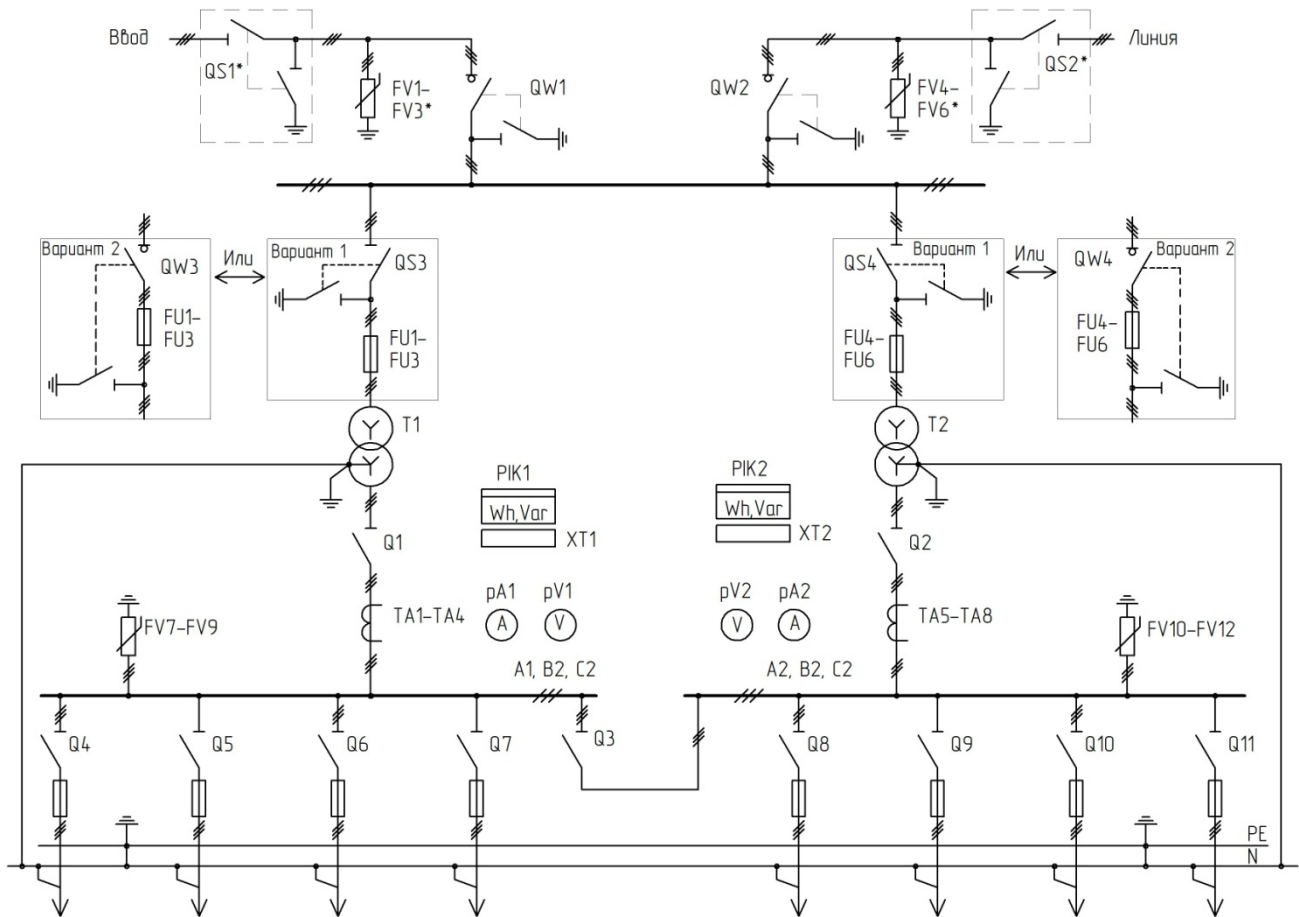 Ввод
QS1*
FV1–
FV3*
QW1
QW2
FV4–
FV6*
QS2*
Линия
Вариант 2
QW3
FU1–
FU3
Или
Вариант 1
QS3
FU1–
FU3
QS4
Вариант 1
FU4–
FU6
Или
QW4
Вариант 2
FU4–
FU6
T1
T2
PIK1
Wh,Var
XT1
PIK2
Wh,Var
XT2
Q1
Q2
TA1–TA4
pA1
A
pV1
V
pV2
V
pA2
A
TA5–TA8
FV7–FV9
FV10–FV12
A1, B2, C2
A2, B2, C2
Q4
Q5
Q6
Q7
Q3
Q8
Q9
Q10
Q11
PE
N